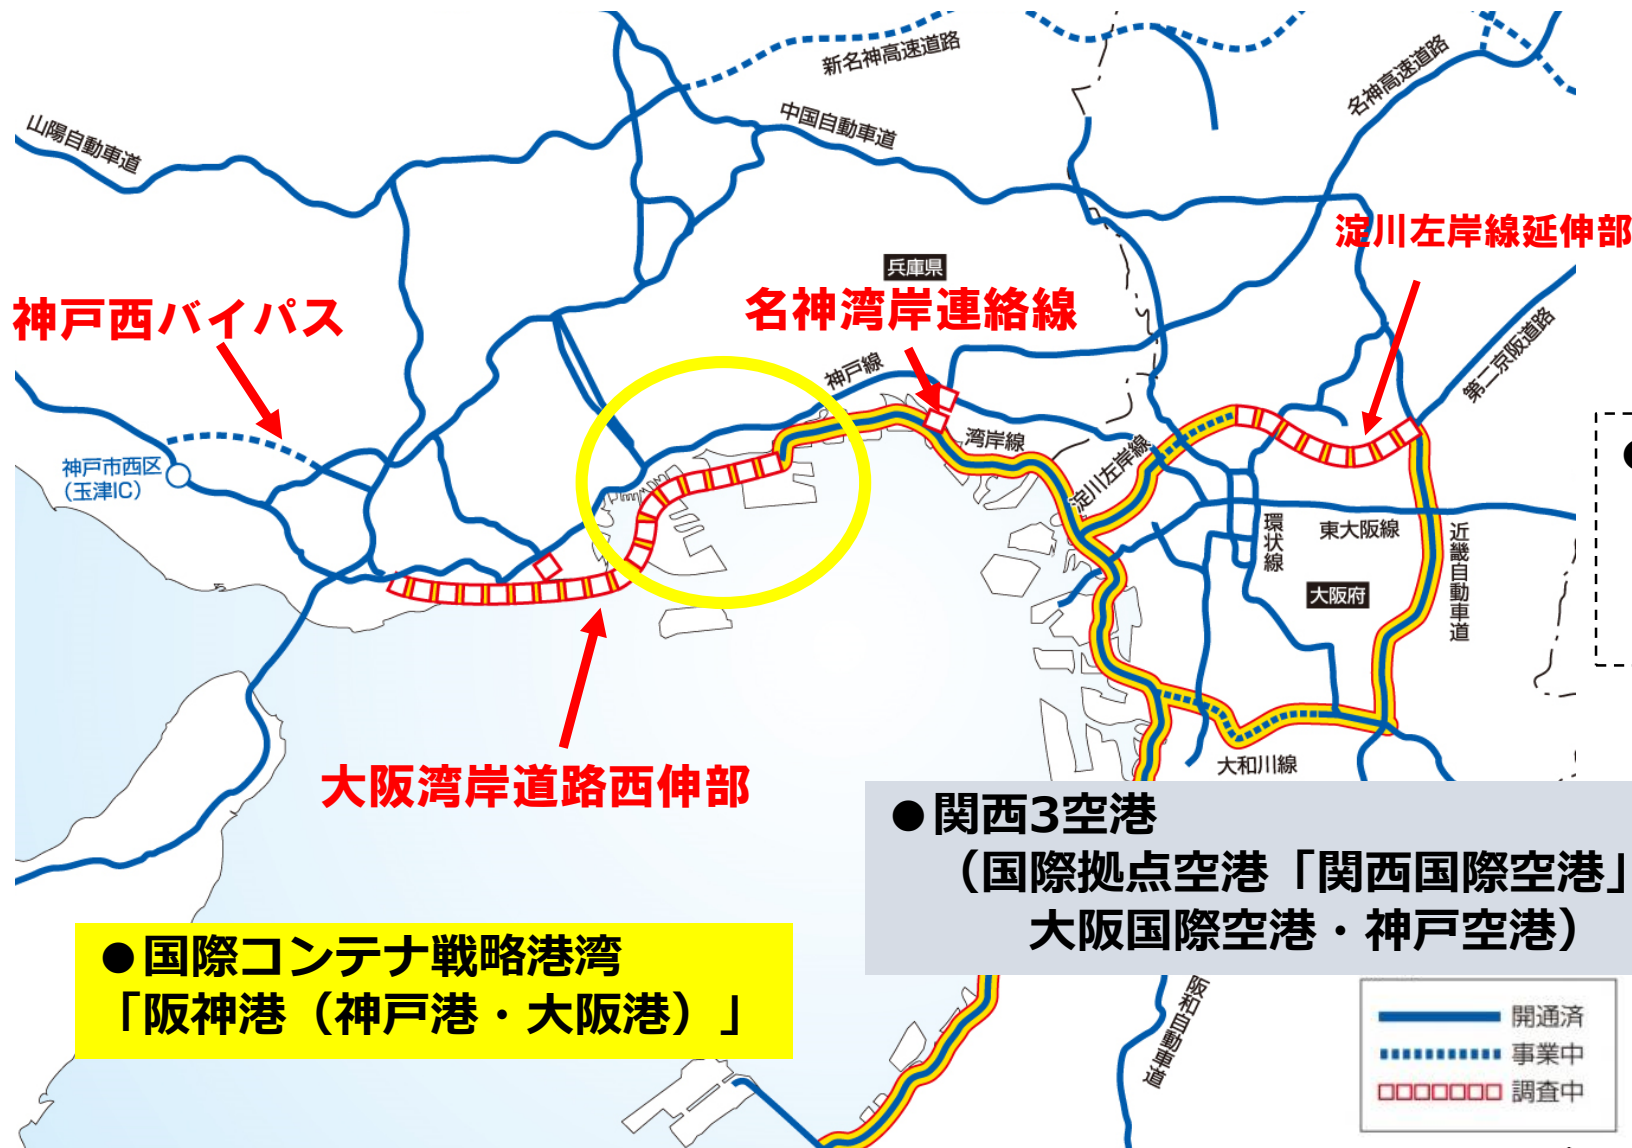 新名神高速道路
名神高速道路
中国自動車道
山陽自動車道
淀川左岸線延伸部
兵庫県
名神湾岸連絡線
神戸西バイパス
第二京阪道路
神戸線
湾岸線
神戸市西区
(玉津IC)
淀川左岸線
環状線
東大阪線
近畿自動車道
大阪府
大和川線
大阪湾岸道路西伸部
●関西3空港
(国際拠点空港「関西国際空港」
大阪国際空港・神戸空港)
●国際コンテナ戦略港湾
「阪神港(神戸港・大阪港)」
阪和自動車道
開通済
事業中
調査中